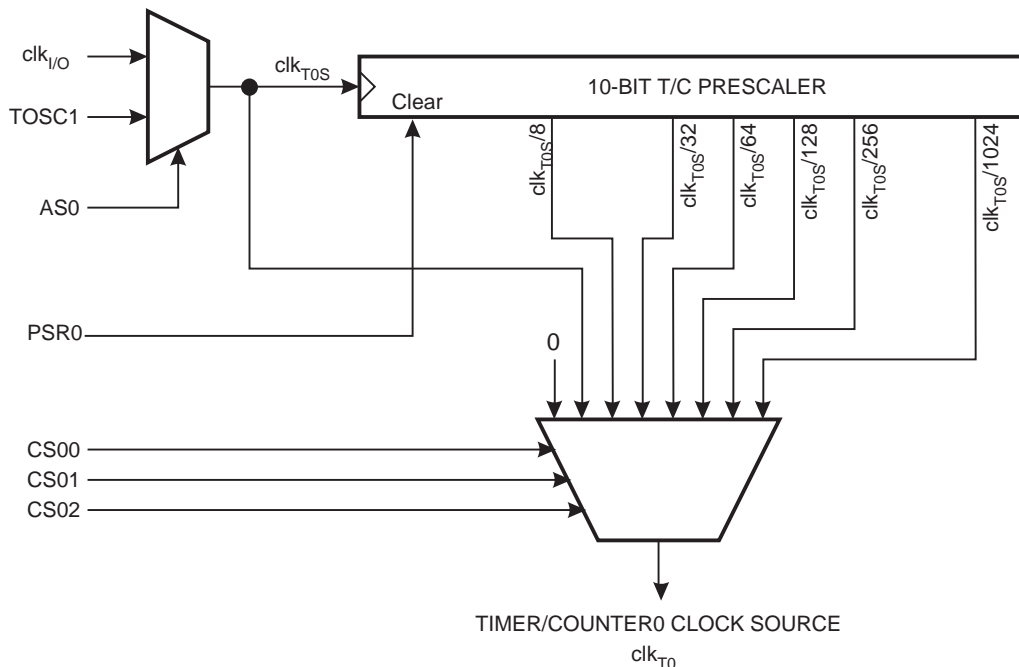 clkI/O
TOSC1
AS0
PSR0
clkT0S
10-BIT T/C PRESCALER
Clear
clkT0S/8
clkT0S/32
clkT0S/64
clkT0S/128
clkT0S/256
clkT0S/1024
0
CS00
CS01
CS02
TIMER/COUNTER0 CLOCK SOURCE
clkT0